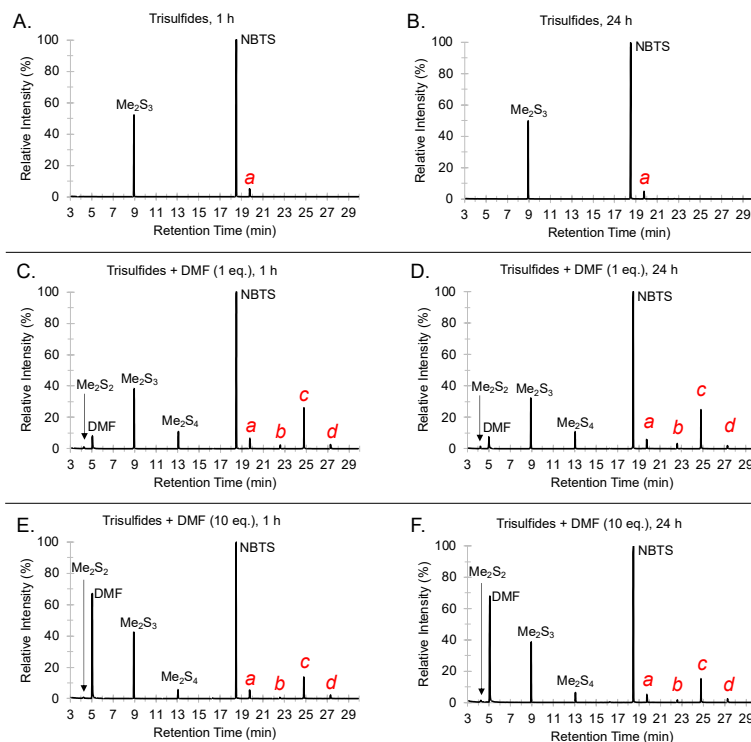 A.
Trisulfides, 1 h
Relative Intensity (%)
100
80
60
40
20
0
Me₂S₃
NBTS
a
3 5 7 9 11 13 15 17 19 21 23 25 27 29
Retention Time (min)
B.
Trisulfides, 24 h
Relative Intensity (%)
100
80
60
40
20
0
Me₂S₃
NBTS
a
3 5 7 9 11 13 15 17 19 21 23 25 27 29
Retention Time (min)
C.
Trisulfides + DMF (1 eq.), 1 h
Relative Intensity (%)
100
80
60
40
20
0
Me₂S₂
DMF
Me₂S₃
Me₂S₄
NBTS
a
b
c
d
3 5 7 9 11 13 15 17 19 21 23 25 27 29
Retention Time (min)
D.
Trisulfides + DMF (1 eq.), 24 h
Relative Intensity (%)
100
80
60
40
20
0
Me₂S₂
DMF
Me₂S₃
Me₂S₄
NBTS
a
b
c
d
3 5 7 9 11 13 15 17 19 21 23 25 27 29
Retention Time (min)
E.
Trisulfides + DMF (10 eq.), 1 h
Relative Intensity (%)
100
80
60
40
20
0
Me₂S₂
DMF
Me₂S₃
Me₂S₄
NBTS
a
b
c
d
3 5 7 9 11 13 15 17 19 21 23 25 27 29
Retention Time (min)
F.
Trisulfides + DMF (10 eq.), 24 h
Relative Intensity (%)
100
80
60
40
20
0
Me₂S₂
DMF
Me₂S₃
Me₂S₄
NBTS
a
b
c
d
3 5 7 9 11 13 15 17 19 21 23 25 27 29
Retention Time (min)